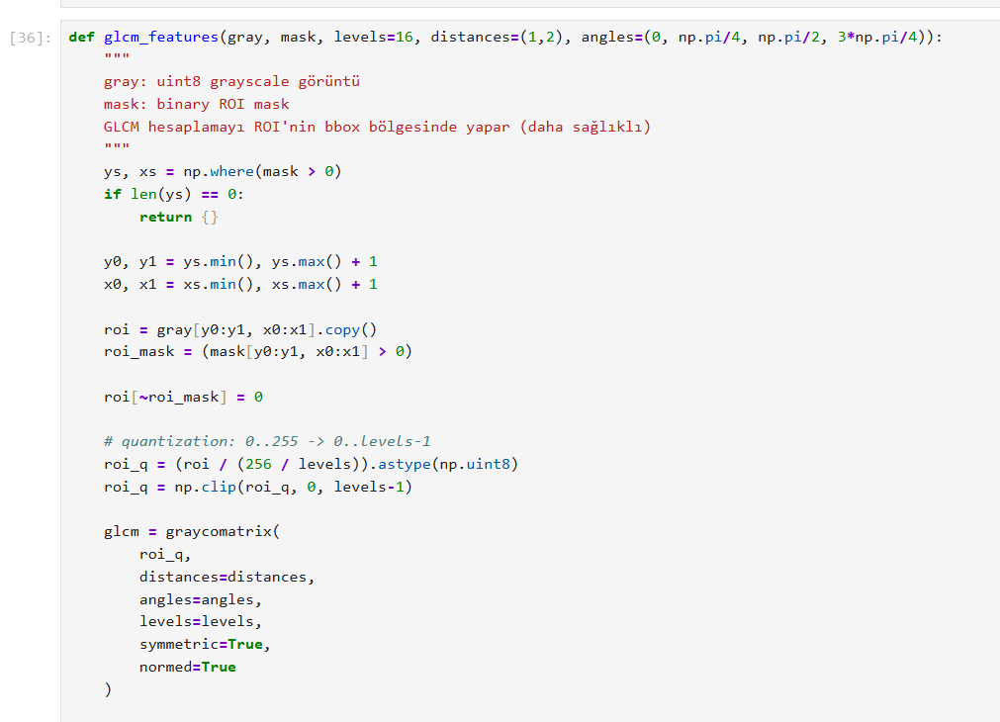 [36]: def glcm_features(gray, mask, levels=16, distances=(1,2), angles=(0, np.pi/4, np.pi/2, 3*np.pi/4)):
    """
    gray: uint8 grayscale görüntü
    mask: binary ROI mask
    GLCM hesaplamayı ROI'nin bbox bölgesinde yapar (daha sağlıklı)
    """
    ys, xs = np.where(mask > 0)
    if len(ys) == 0:
        return {}

    y0, y1 = ys.min(), ys.max() + 1
    x0, x1 = xs.min(), xs.max() + 1

    roi = gray[y0:y1, x0:x1].copy()
    roi_mask = (mask[y0:y1, x0:x1] > 0)

    roi[~roi_mask] = 0

    # quantization: 0..255 -> 0..levels-1
    roi_q = (roi / (256 / levels)).astype(np.uint8)
    roi_q = np.clip(roi_q, 0, levels-1)

    glcm = graycomatrix(
        roi_q,
        distances=distances,
        angles=angles,
        levels=levels,
        symmetric=True,
        normed=True
    )